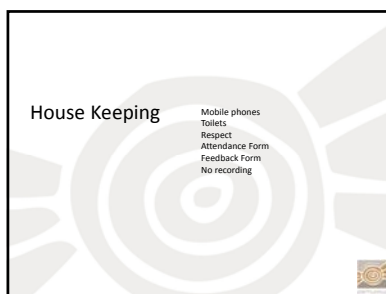 House Keeping
Mobile phones
Toilets
Respect
Attendance Form
Feedback Form
No recording